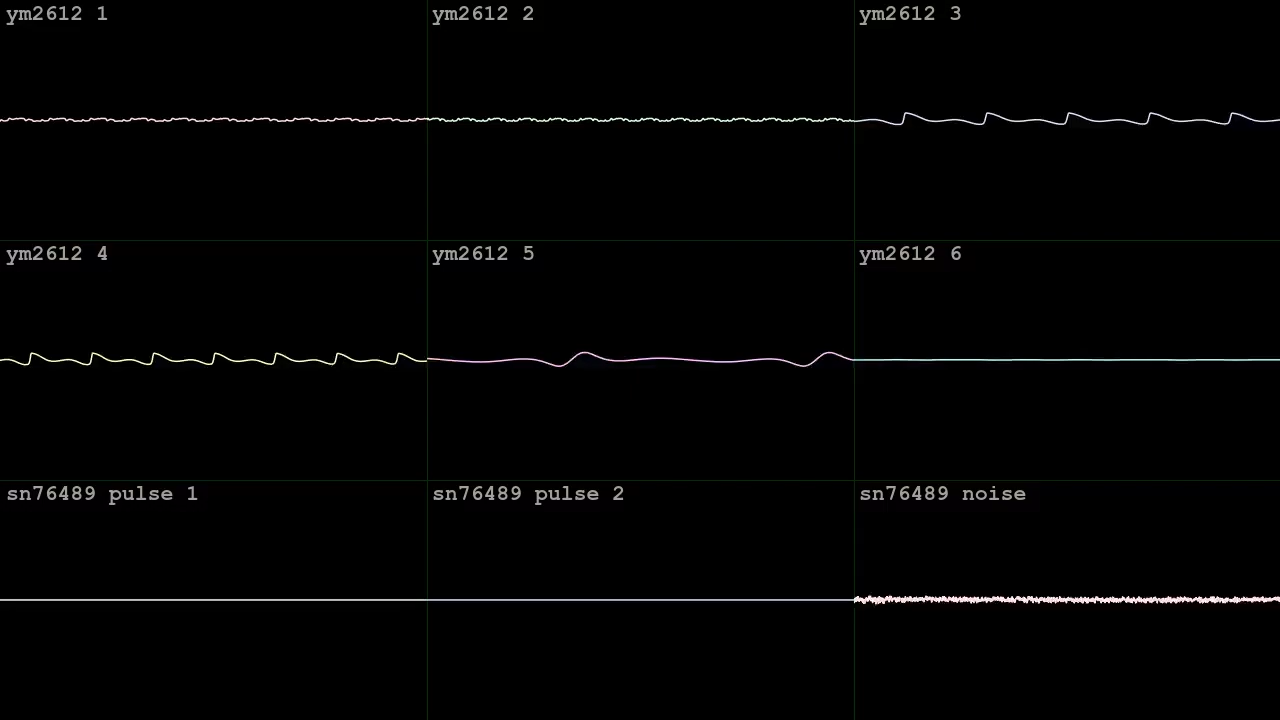 ym2612 1
ym2612 2
ym2612 3
ym2612 4
ym2612 5
ym2612 6
sn76489 pulse 1
sn76489 pulse 2
sn76489 noise